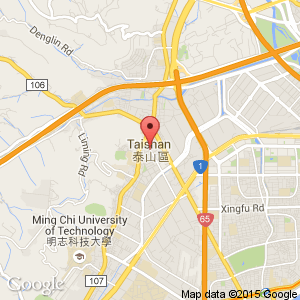 Denglin Rd
106
Liming Rd
Taishan
泰山區
1
Ming Chi University
of Technology
明志科技大學
Xingfu Rd
65
107
Google
Map data ©2015 Google